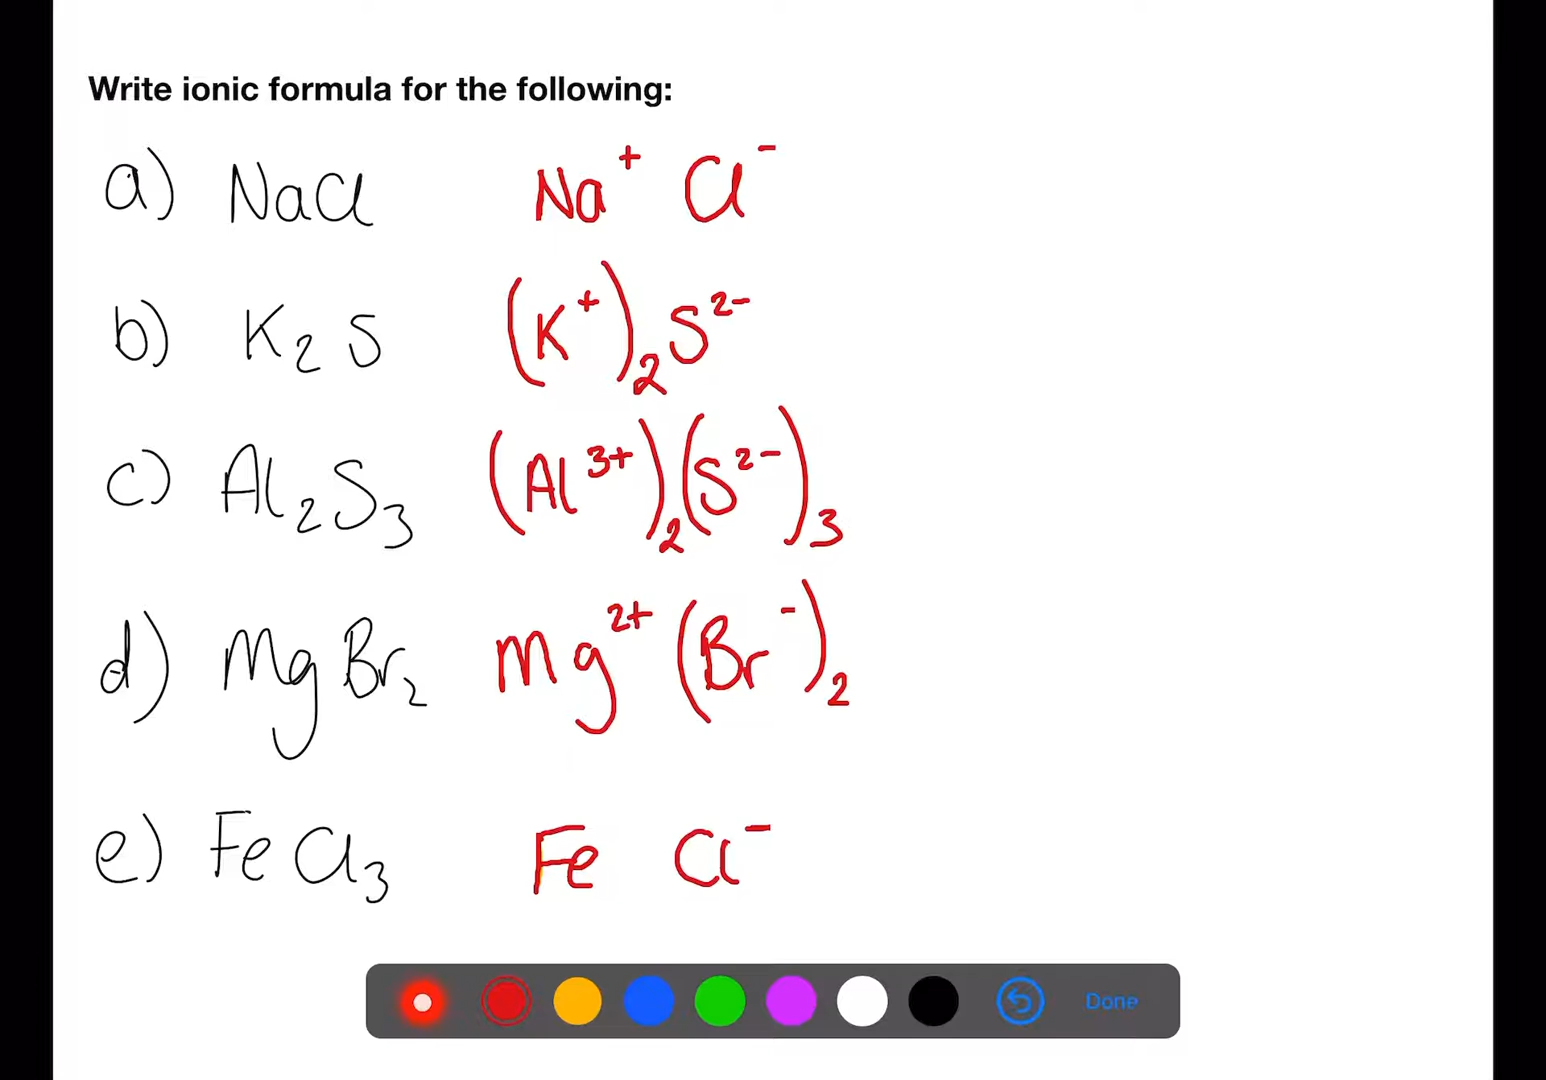 Write ionic formula for the following:
a) NaCl Na⁺ Cl⁻
b) K₂S (K⁺)₂S²⁻
c) Al₂S₃ (Al³⁺)₂(S²⁻)₃
d) MgBr₂ Mg²⁺(Br⁻)₂
e) FeCl₃ Fe Cl⁻
Done